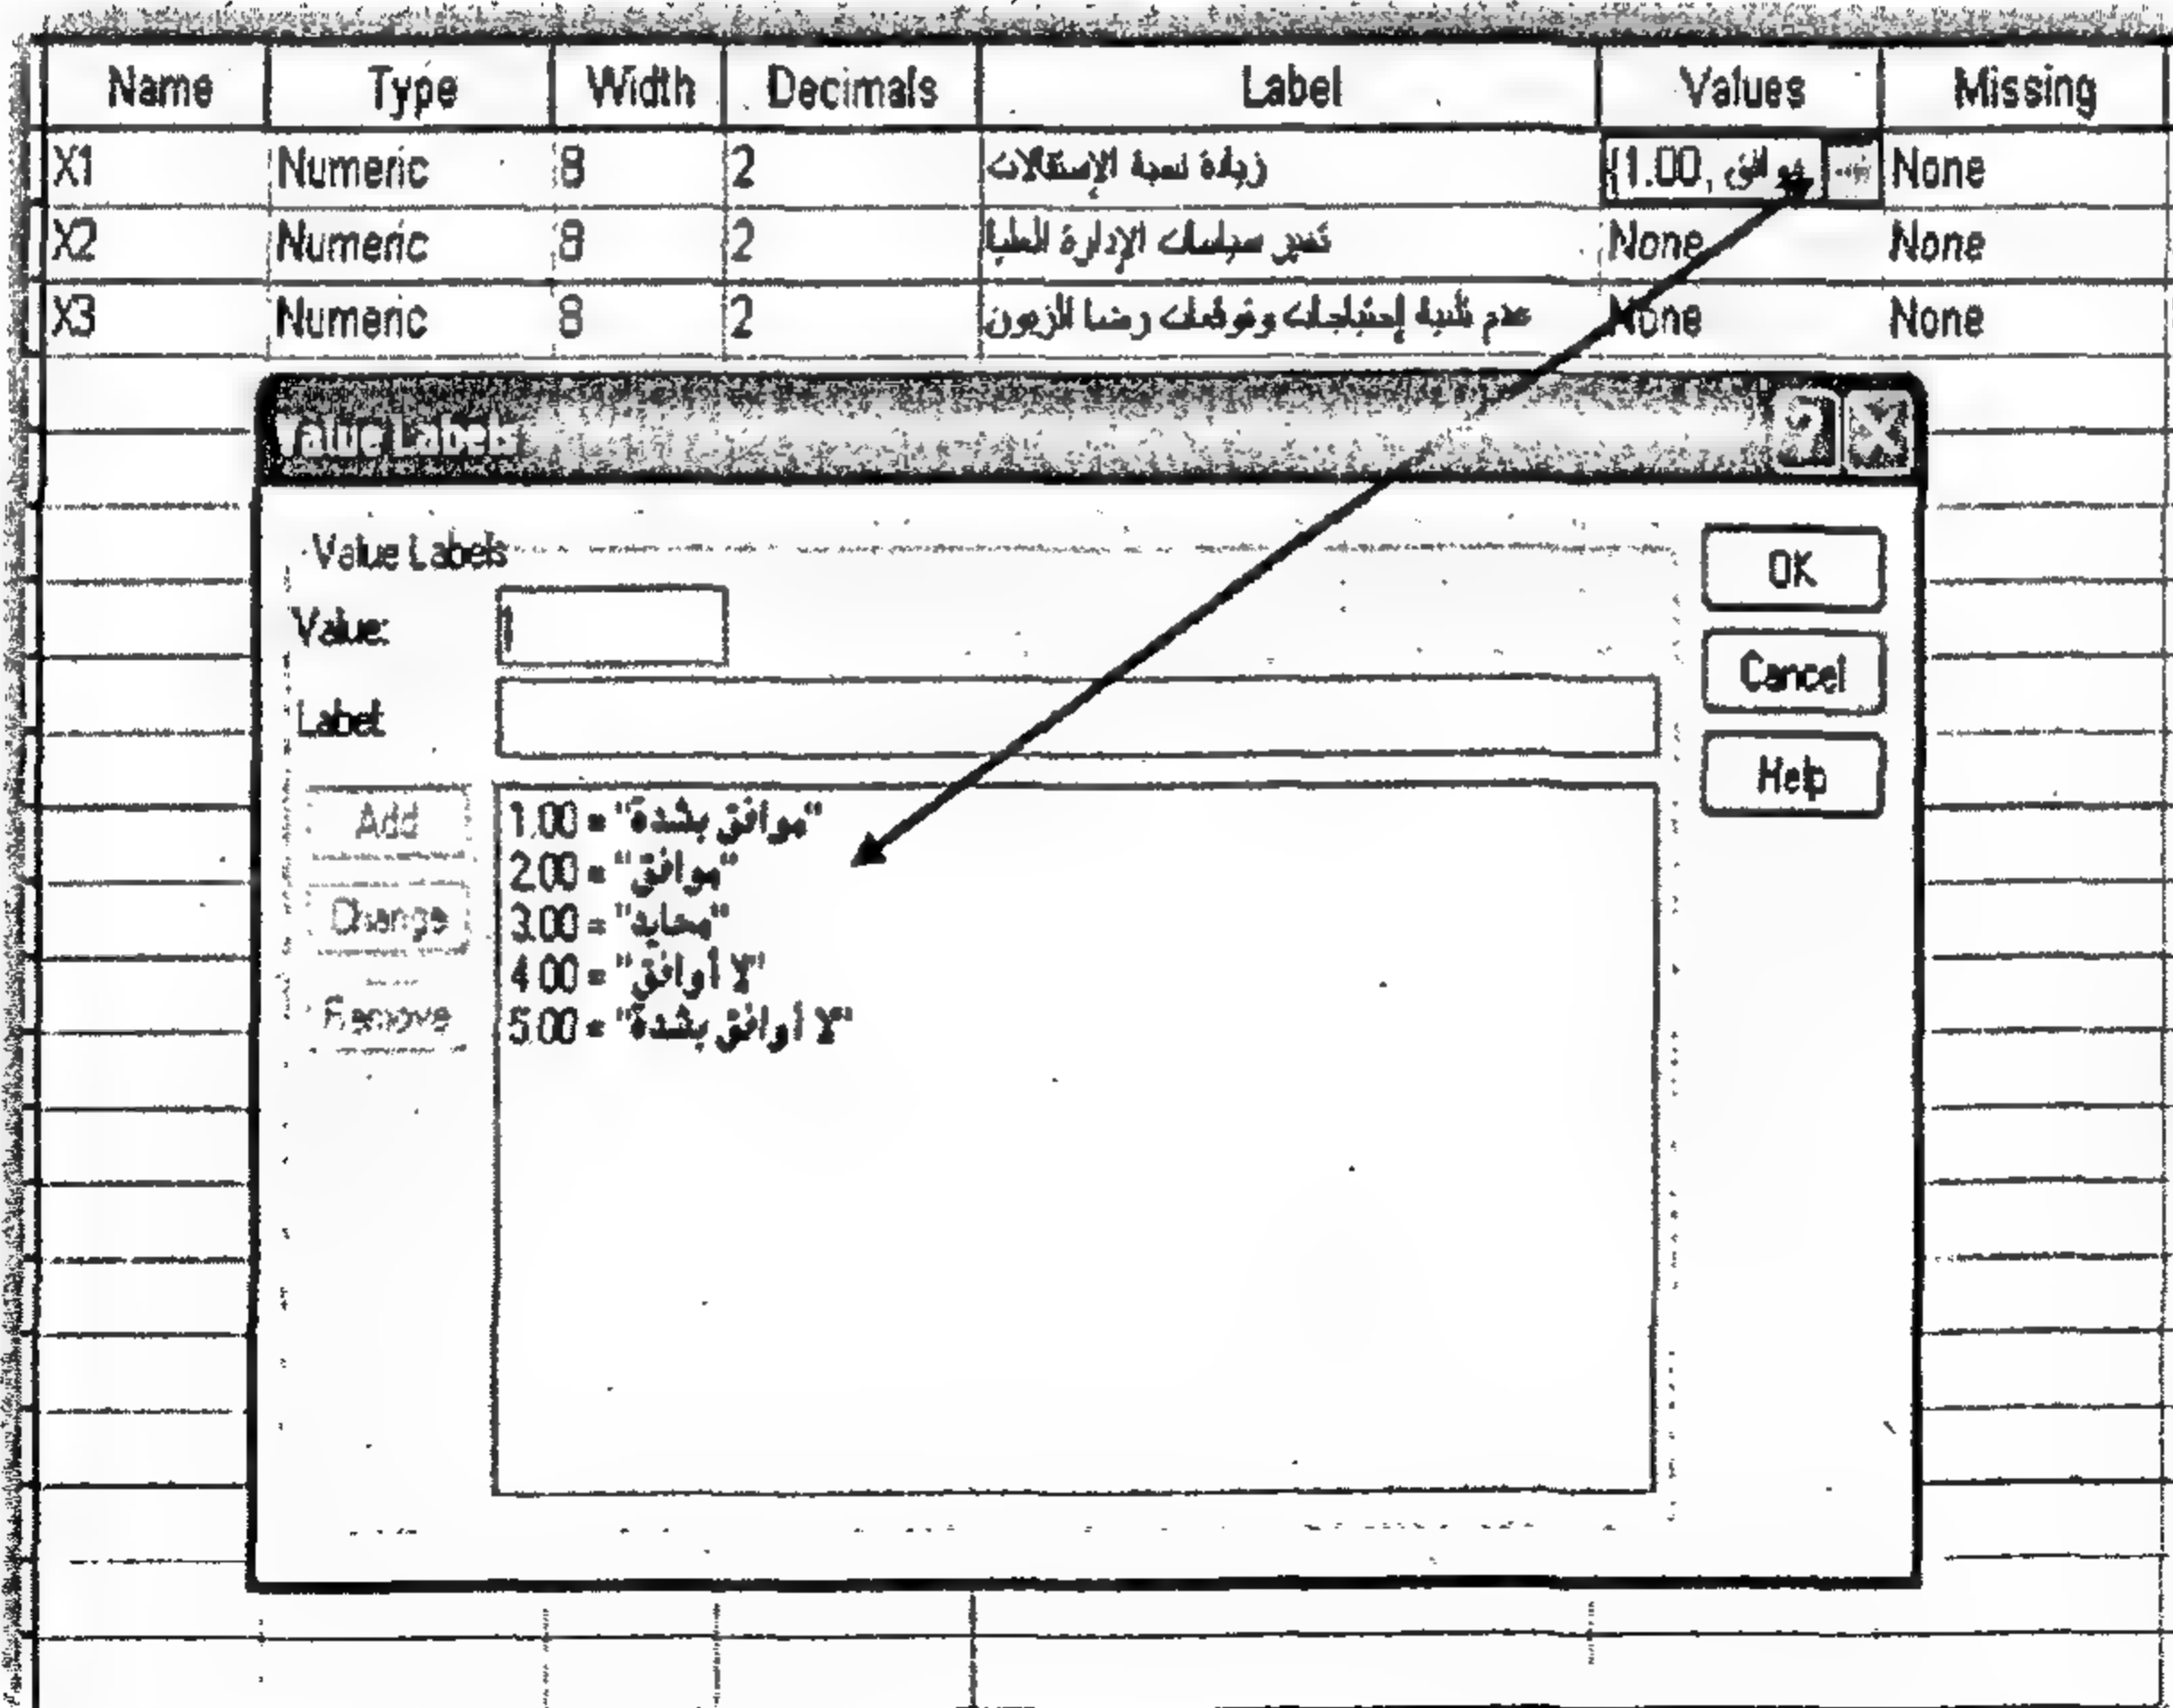 Name Type Width Decimals Label Values Missing
X1 Numeric 8 2 زيادة نسبة الإستقالات {1.00, موافق None
X2 Numeric 8 2 تغير سياسات الإدارة العليا None None
X3 Numeric 8 2 عدم تلبية إحتياجات وتوقعات رضا الزبون None None
Value Labels
Value Labels
Value:
Label:
OK
Cancel
Help
Add
Change
Remove
1.00 = "موافق بشدة"
2.00 = "موافق"
3.00 = "محايد"
4.00 = "لا أوافق"
5.00 = "لا أوافق بشدة"